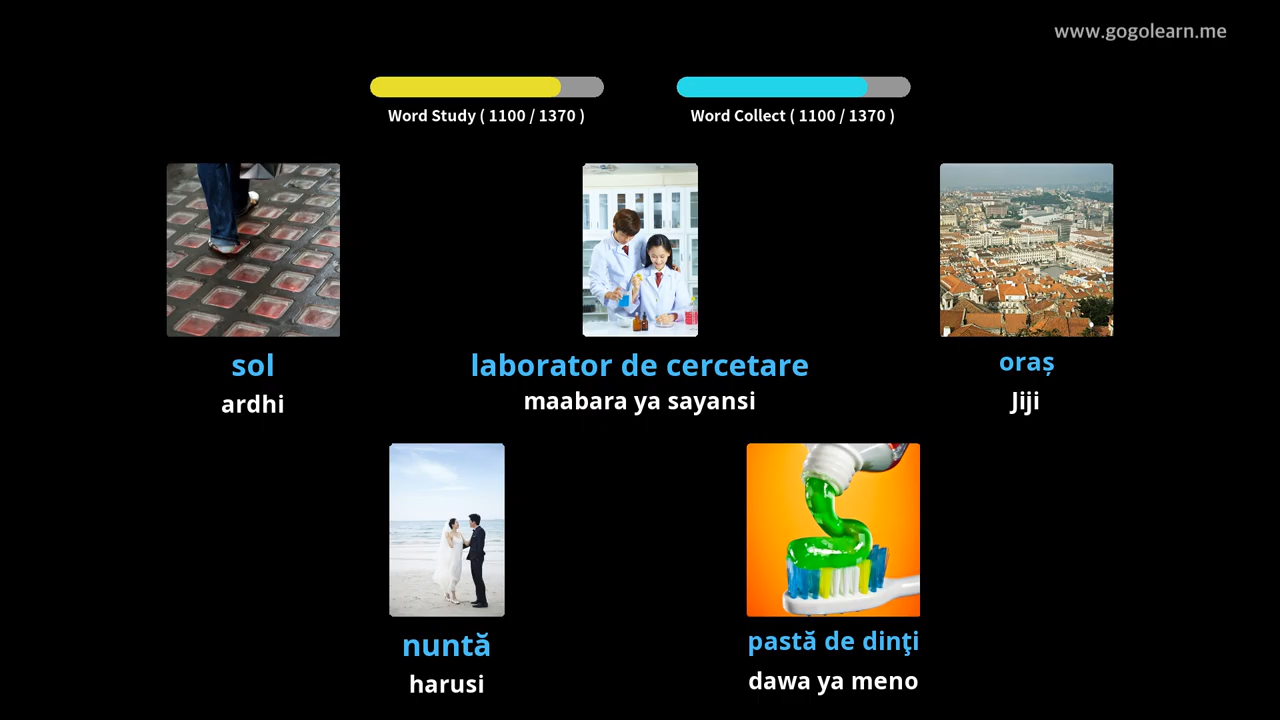 www.gogolearn.me
Word Study ( 1100 / 1370 )
Word Collect ( 1100 / 1370 )
sol
ardhi
laborator de cercetare
maabara ya sayansi
oraș
Jiji
nuntă
harusi
pastă de dinţi
dawa ya meno